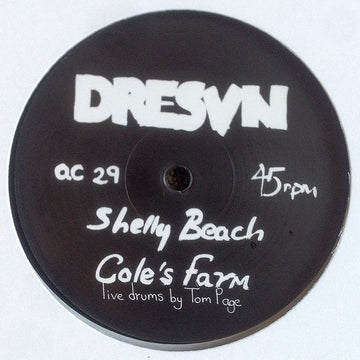 DRESVN
ac 29
45rpm
Shelly Beach
Cole's Farm
live drums by Tom Page